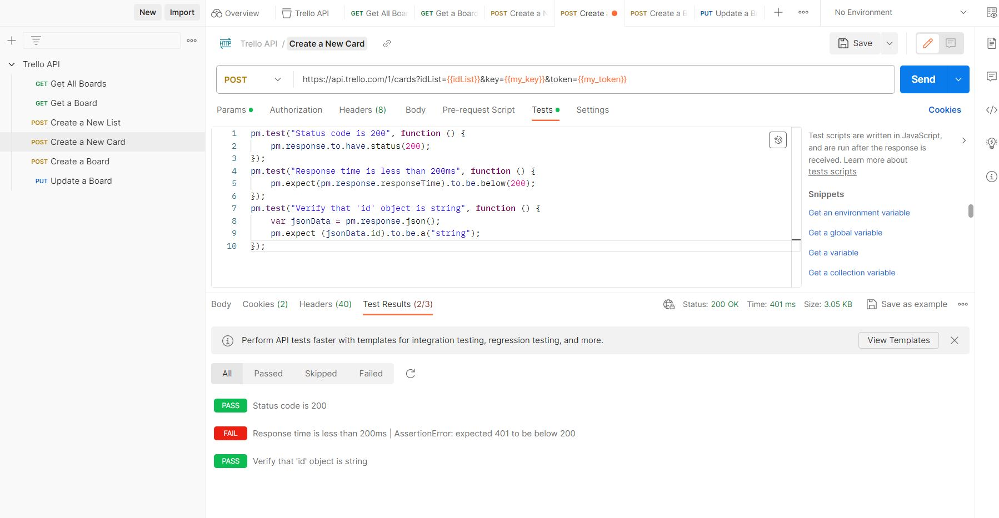 New
Import
Overview
Trello API
GET Get All Boa
GET Get a Board
POST Create a N
POST Create
POST Create a B
PUT Update a B
No Environment
HTTP
Trello API / Create a New Card
Save
Trello API
GET Get All Boards
GET Get a Board
POST Create a New List
POST Create a New Card
POST Create a Board
PUT Update a Board
POST
https://api.trello.com/1/cards?idList={{idList}}&key={{my_key}}&token={{my_token}}
Send
Params
Authorization
Headers (8)
Body
Pre-request Script
Tests
Settings
Cookies
1 pm.test("Status code is 200", function () {
2 pm.response.to.have.status(200);
3 });
4 pm.test("Response time is less than 200ms", function () {
5 pm.expect(pm.response.responseTime).to.be.below(200);
6 });
7 pm.test("Verify that 'id' object is string", function () {
8 var jsonData = pm.response.json();
9 pm.expect (jsonData.id).to.be.a("string");
10 });
Test scripts are written in JavaScript,
and are run after the response is
received. Learn more about
tests scripts
Snippets
Get an environment variable
Get a global variable
Get a variable
Get a collection variable
Body
Cookies (2)
Headers (40)
Test Results (2/3)
Status: 200 OK
Time: 401 ms
Size: 3.05 KB
Save as example
Perform API tests faster with templates for integration testing, regression testing, and more.
View Templates
All
Passed
Skipped
Failed
PASS Status code is 200
FAIL Response time is less than 200ms | AssertionError: expected 401 to be below 200
PASS Verify that 'id' object is string